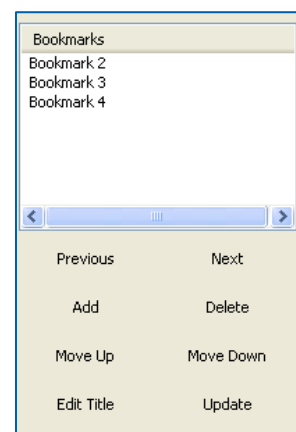 Bookmarks
Bookmark 2
Bookmark 3
Bookmark 4
Previous Next
Add Delete
Move Up Move Down
Edit Title Update